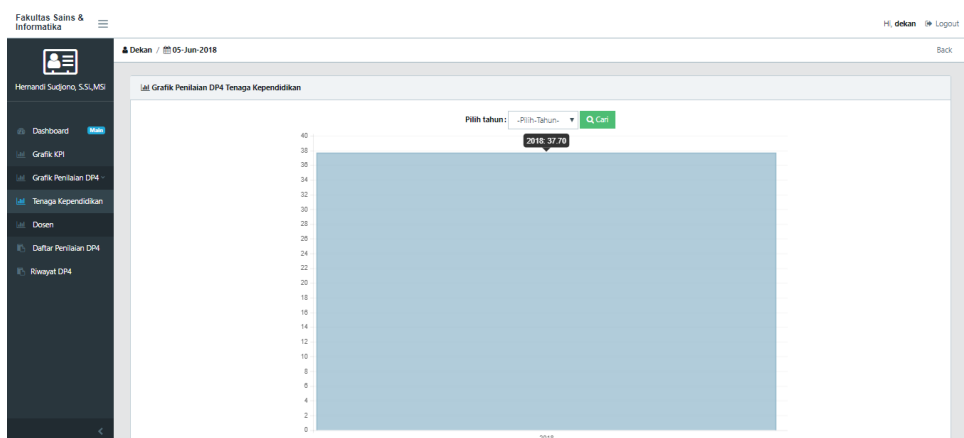 Fakultas Sains &
Informatika
Hi, dekan Logout
Dekan / 05-Jun-2018
Back
Hernandi Sudjono, S.Si.,MSi
Grafik Penilaian DP4 Tenaga Kependidikan
Pilih tahun : -Pilih-Tahun- Cari
2018: 37.70
Dashboard Main
Grafik KPI
Grafik Penilaian DP4
Tenaga Kependidikan
Dosen
Daftar Penilaian DP4
Riwayat DP4
40
38
36
34
32
30
28
26
24
22
20
18
16
14
12
10
8
6
4
2
0
2018